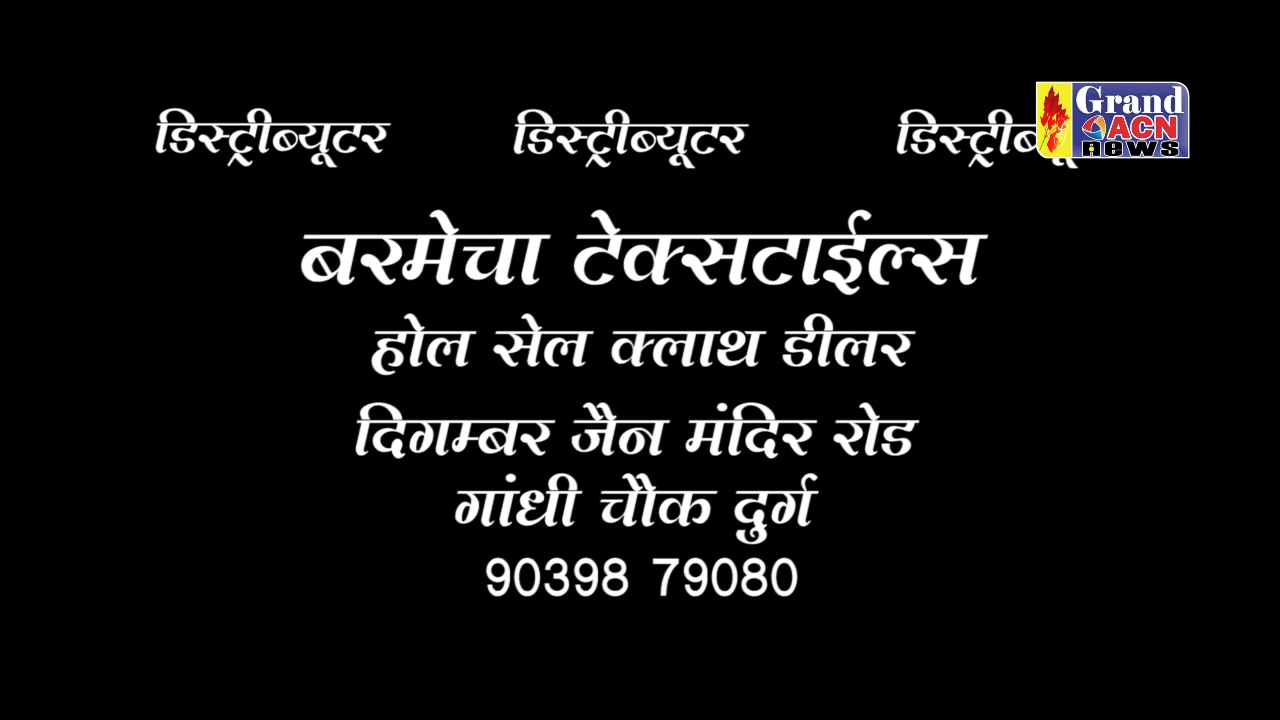 डिस्ट्रीब्यूटर डिस्ट्रीब्यूटर
बरमेचा टेक्सटाईल्स
होल सेल क्लाथ डीलर
दिगम्बर जैन मंदिर रोड
गांधी चौक दुर्ग
90398 79080
Grand
ACN
news